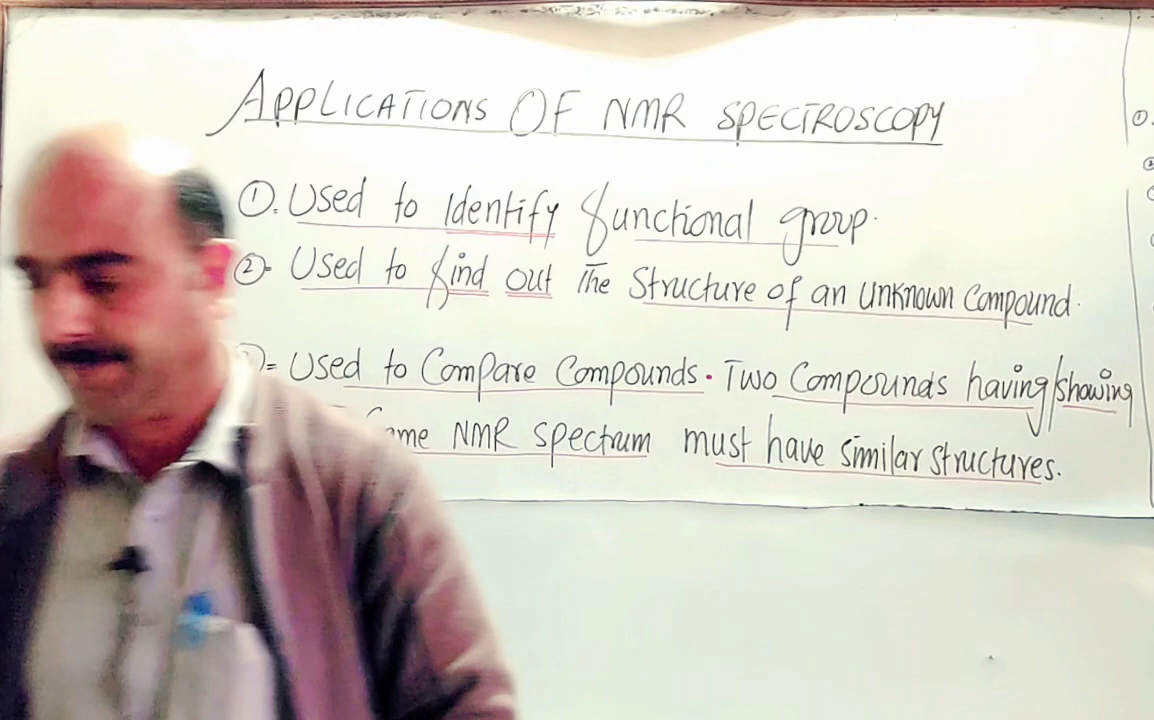 APPLICATIONS OF NMR SPECTROSCOPY
①. Used to Identify functional group.
②- Used to find out The Structure of an unknown Compound.
= Used to Compare Compounds. Two Compounds having/showing
NMR spectrum must have similar structures.
①.